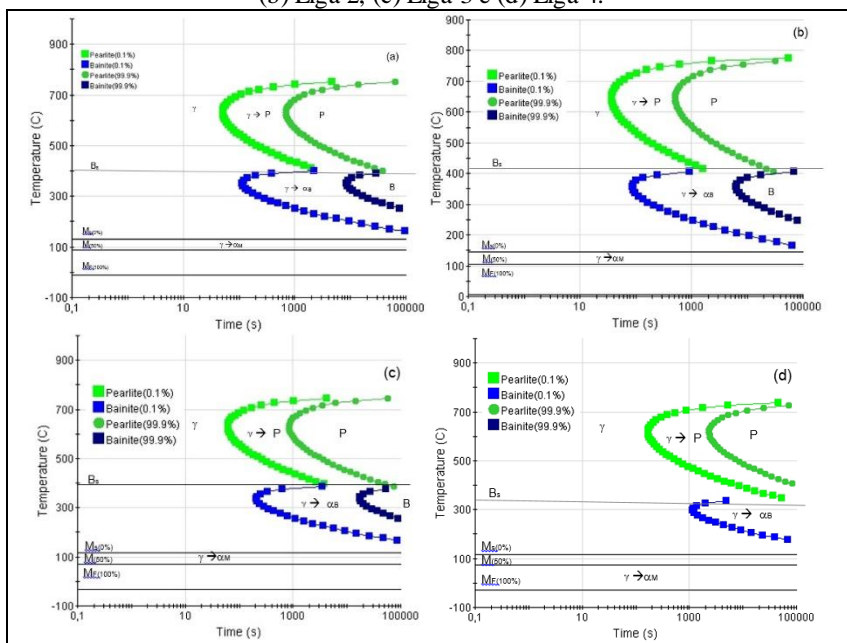 (b) Liga 2, (c) Liga 3 e (d) Liga 4.
900
700
500
300
100
-100
Temperature (C)
Pearlite(0.1%)
Bainite(0.1%)
Pearlite(99.9%)
Bainite(99.9%)
(a)
γ
γ → P
P
Bs
γ → αB
B
Ms(0%)
M(50%)
MF(100%)
γ → αM
0,1
10
1000
100000
Time (s)
900
800
700
600
500
400
300
200
100
0
Temperature (C)
Pearlite(0.1%)
Bainite(0.1%)
Pearlite(99.9%)
Bainite(99.9%)
(b)
γ
γ → P
P
Bs
γ → αB
B
Ms(0%)
M(50%)
MF(100%)
γ → αM
0,1
10
1000
100000
Time (s)
900
700
500
300
100
-100
Temperature (C)
Pearlite(0.1%)
Bainite(0.1%)
Pearlite(99.9%)
Bainite(99.9%)
(c)
γ
γ → P
P
Bs
γ → αB
B
Ms(0%)
M(50%)
MF(100%)
γ → αM
0,1
10
1000
100000
Time (s)
900
700
500
300
100
-100
Temperature (C)
Pearlite(0.1%)
Bainite(0.1%)
Pearlite(99.9%)
Bainite(99.9%)
(d)
γ
γ → P
P
Bs
γ → αB
Ms(0%)
M(50%)
MF(100%)
γ → αM
0,1
10
1000
100000
Time (s)